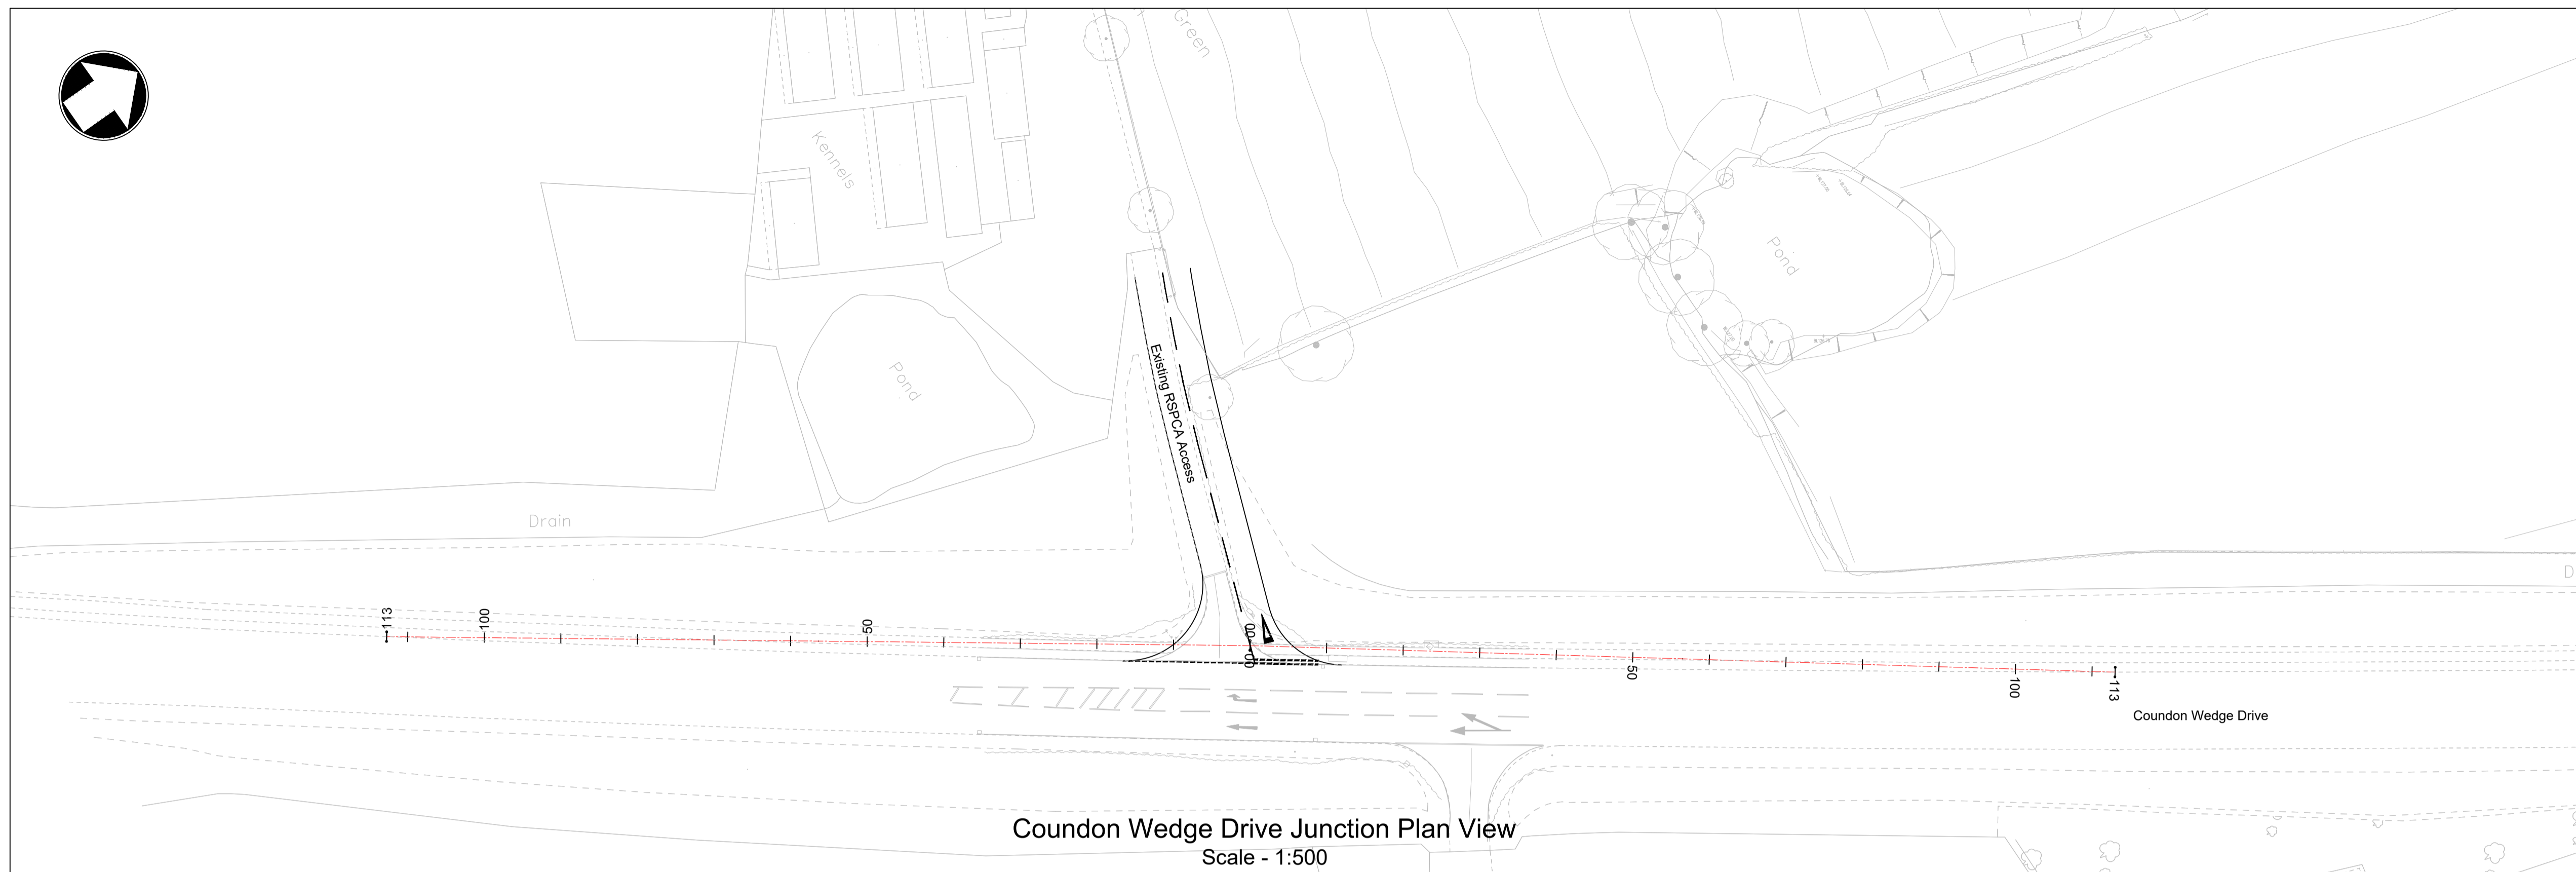 Green
Kennels
Pond
Existing RSPCA Access
Pond
Drain
D
113
100
50
00
00
50
100
113
Coundon Wedge Drive
Coundon Wedge Drive Junction Plan View
Scale - 1:500